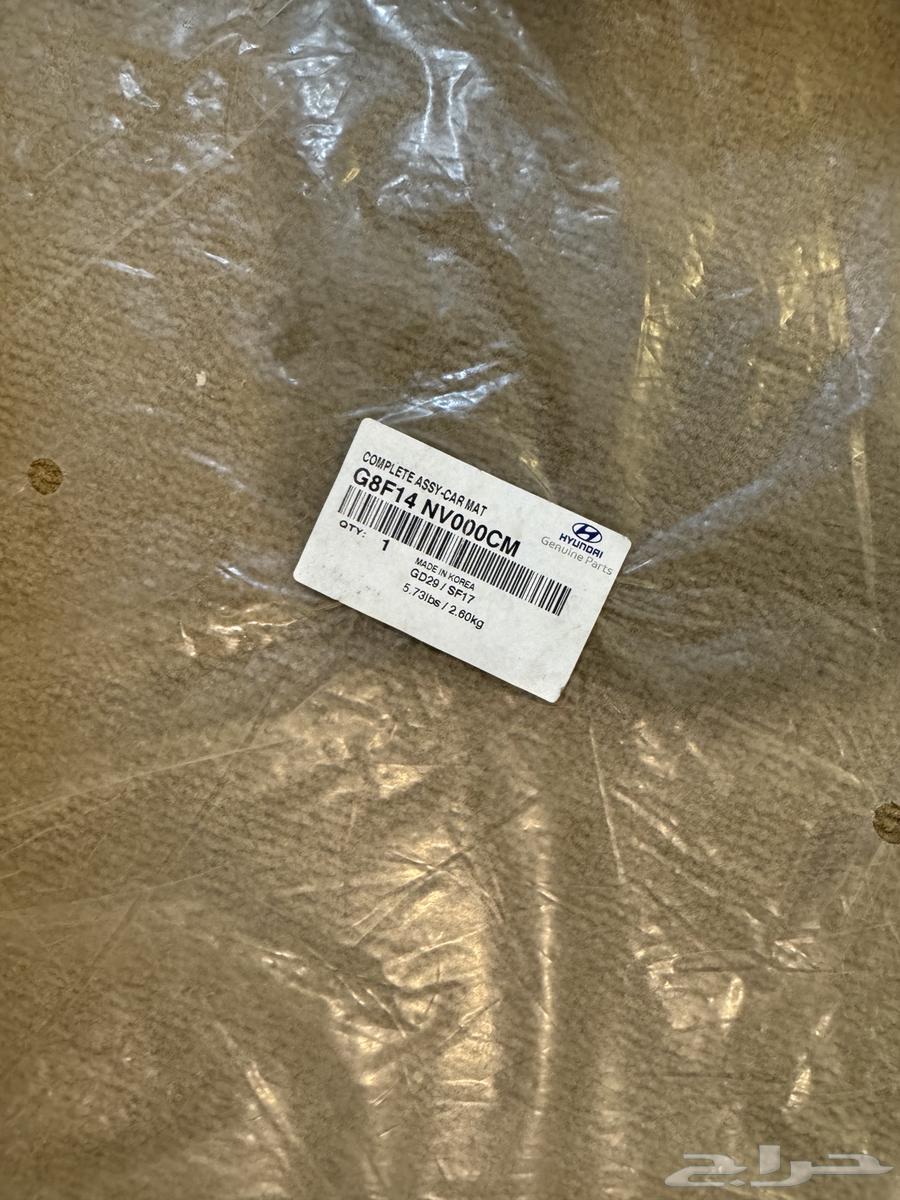 COMPLETE ASSY-CAR MAT
G8F14 NV000CM
HYUNDAI
Genuine Parts
QTY: 1
MADE IN KOREA
GD29 / SF17
5.73lbs / 2.60kg
حراج